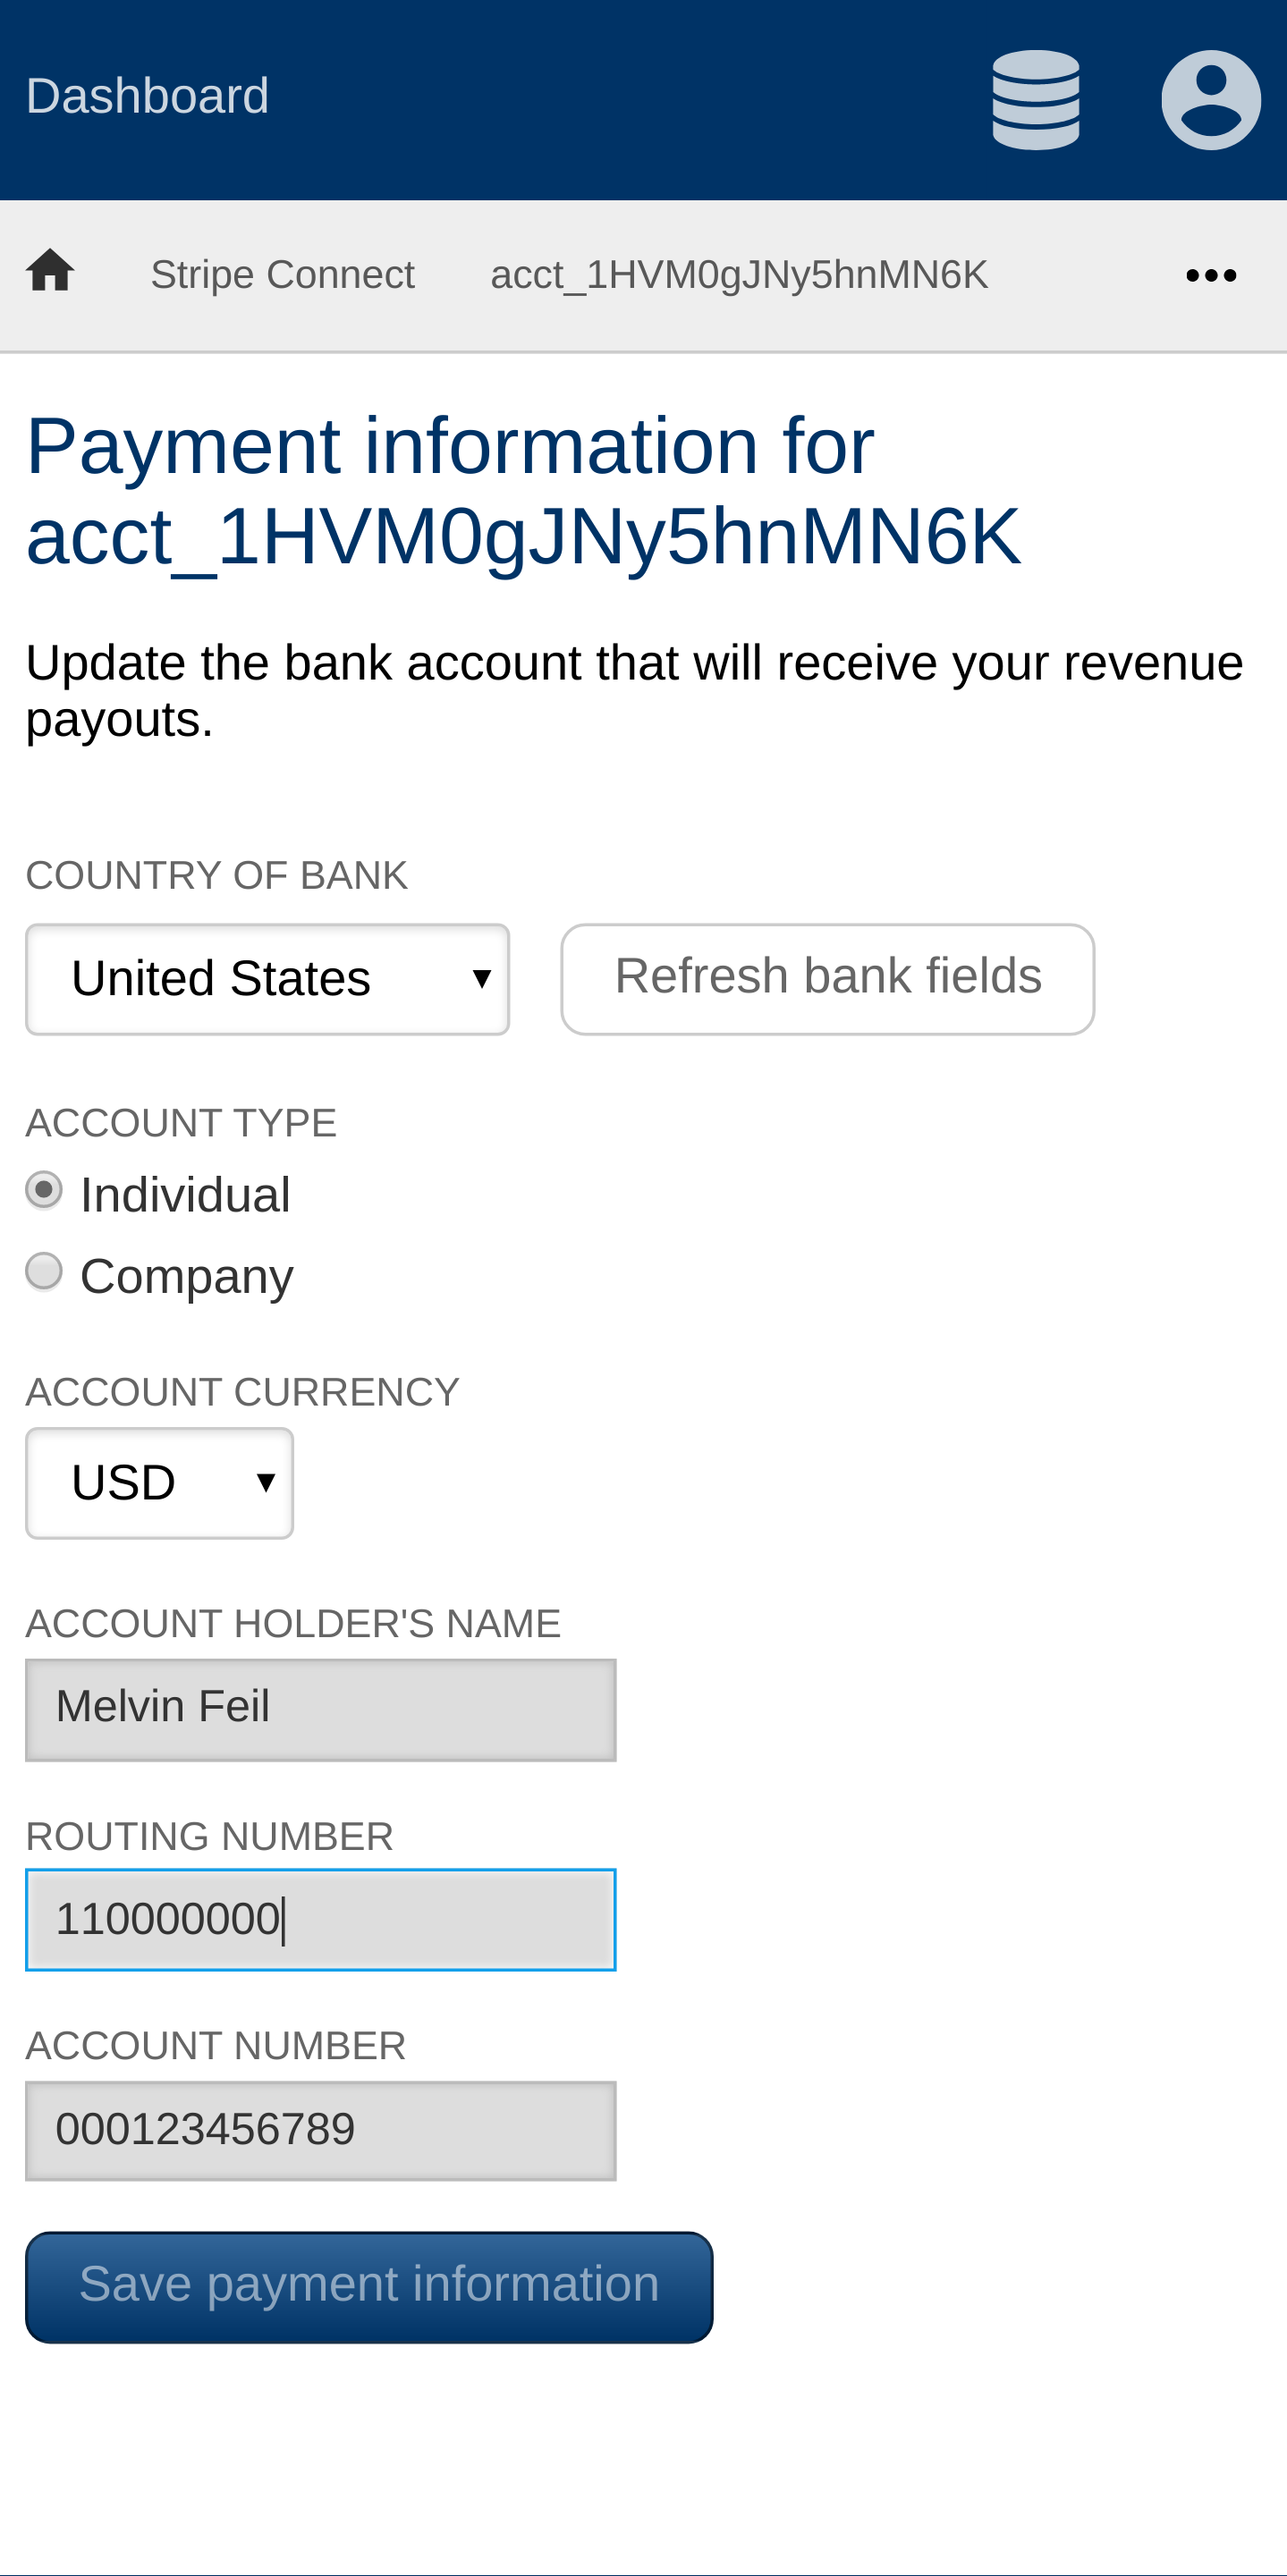 Dashboard
Stripe Connect acct_1HVM0gJNy5hnMN6K
Payment information for
acct_1HVM0gJNy5hnMN6K
Update the bank account that will receive your revenue
payouts.
COUNTRY OF BANK
United States Refresh bank fields
ACCOUNT TYPE
Individual
Company
ACCOUNT CURRENCY
USD
ACCOUNT HOLDER'S NAME
Melvin Feil
ROUTING NUMBER
110000000
ACCOUNT NUMBER
000123456789
Save payment information